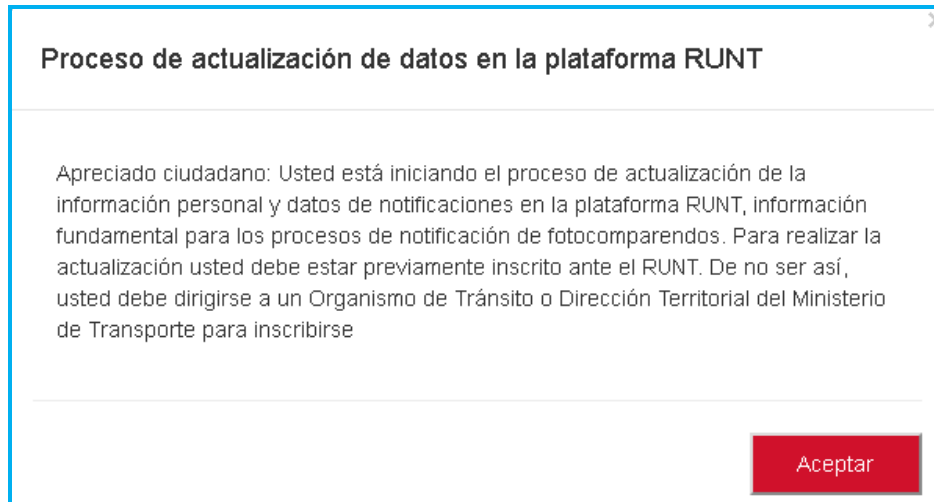 Proceso de actualización de datos en la plataforma RUNT
Apreciado ciudadano: Usted está iniciando el proceso de actualización de la
información personal y datos de notificaciones en la plataforma RUNT, información
fundamental para los procesos de notificación de fotocomparendos. Para realizar la
actualización usted debe estar previamente inscrito ante el RUNT. De no ser así,
usted debe dirigirse a un Organismo de Tránsito o Dirección Territorial del Ministerio
de Transporte para inscribirse
Aceptar